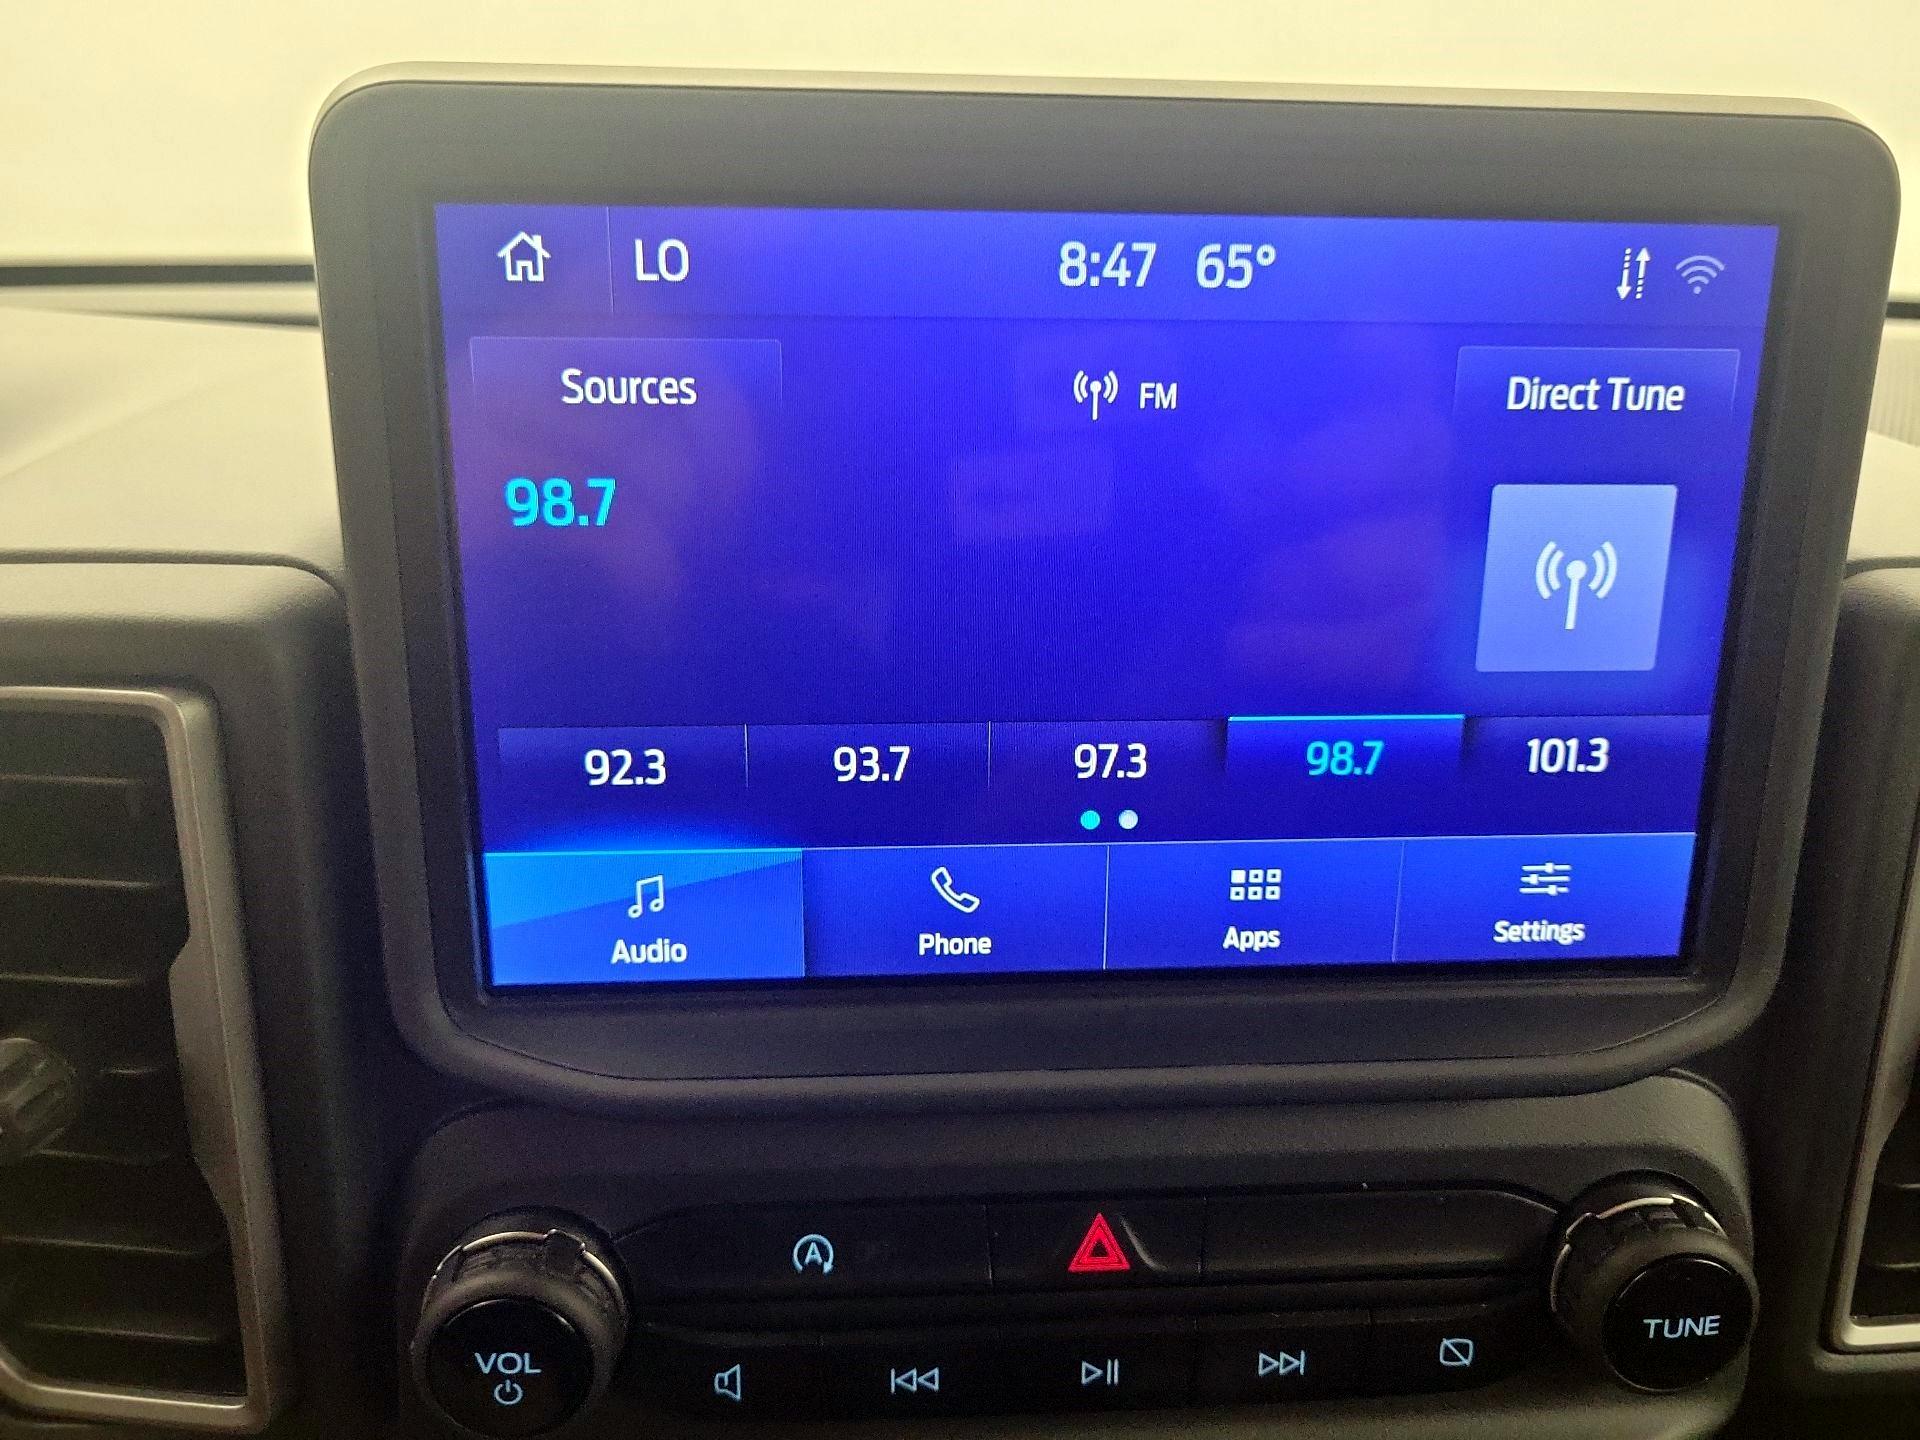 LO 8:47 65°
Sources FM Direct Tune
98.7
92.3 93.7 97.3 98.7 101.3
Audio Phone Apps Settings
A
VOL TUNE